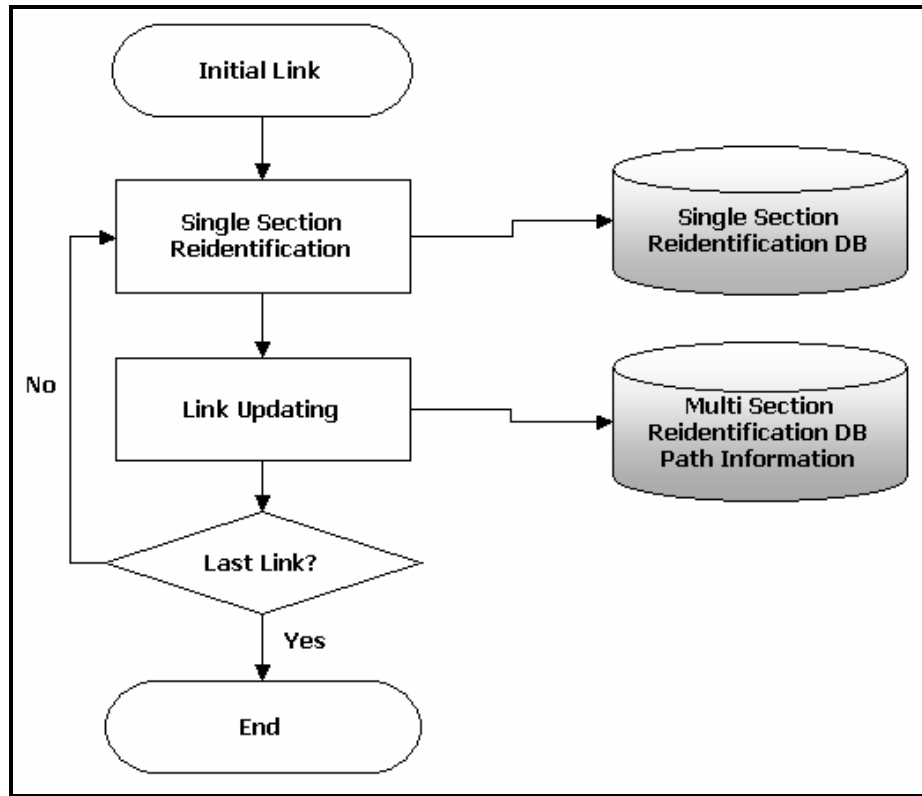 Initial Link
Single Section
Reidentification
Single Section
Reidentification DB
Link Updating
Multi Section
Reidentification DB
Path Information
No
Last Link?
Yes
End